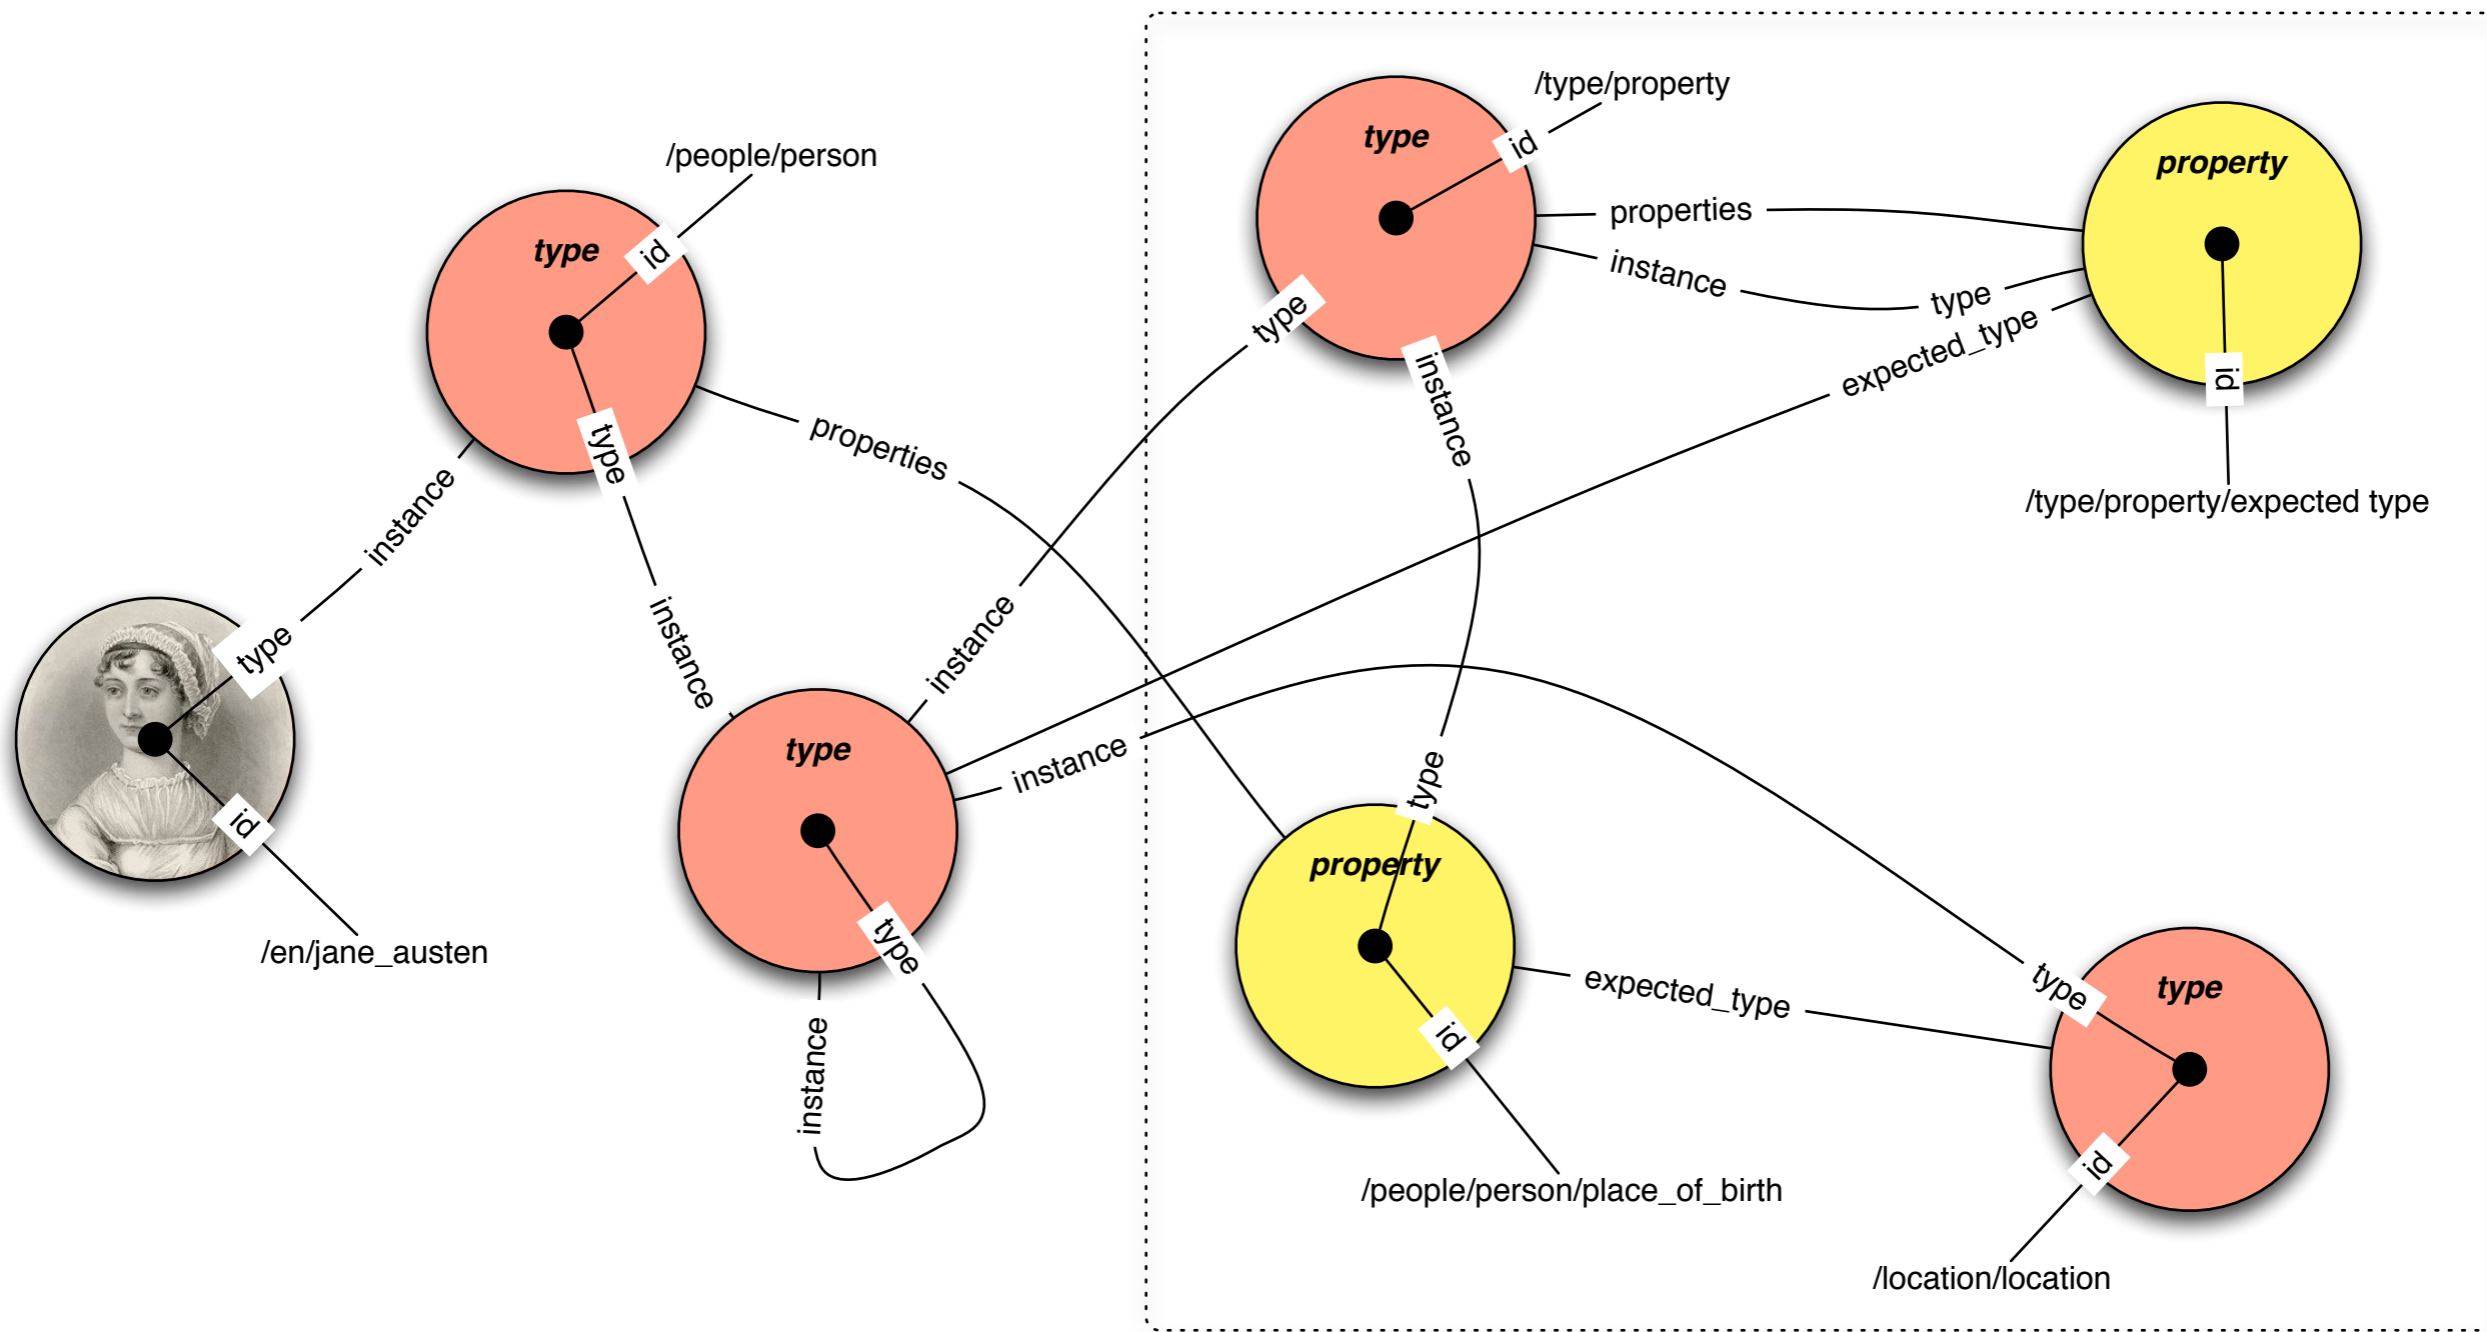 /people/person
type
id
type
instance
instance
type
id
/en/jane_austen
properties
type
instance
instance
type
instance
type
/type/property
type
id
properties
instance
type
expected_type
property
id
/type/property/expected type
type
instance
type
property
id
/people/person/place_of_birth
expected_type
type
type
id
/location/location